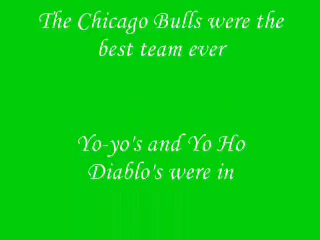 The Chicago Bulls were the
best team ever
Yo-yo's and Yo Ho
Diablo's were in